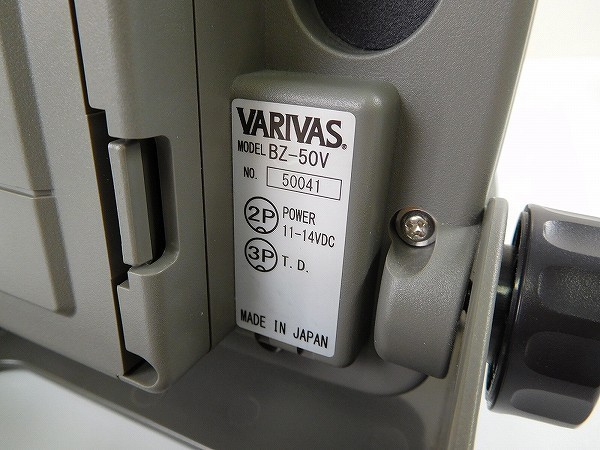 VARIVAS®
MODEL BZ-50V
NO. 50041
2P POWER
11-14VDC
3P T.D.
MADE IN JAPAN